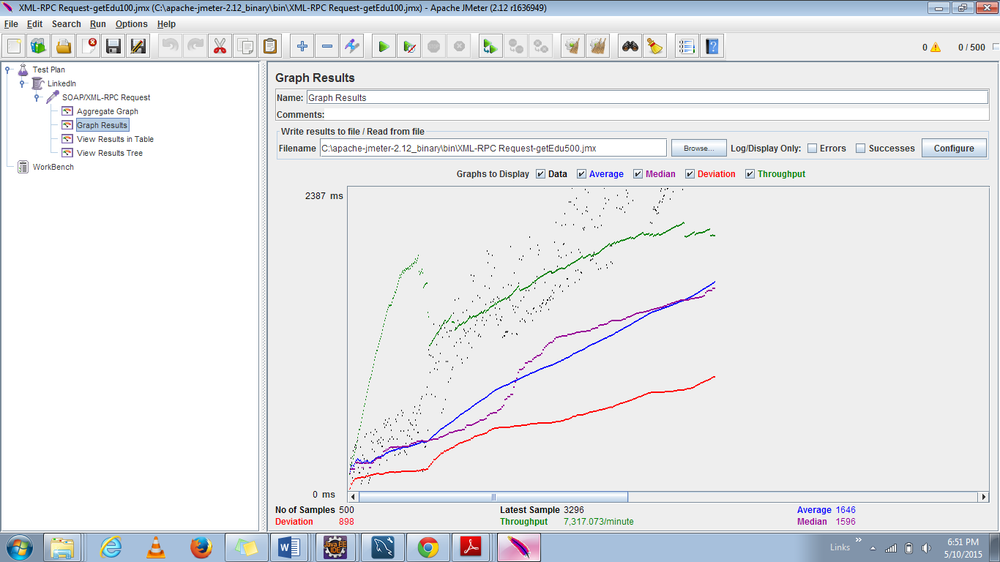 XML-RPC Request-getEdu100.jmx (C:\apache-jmeter-2.12_binary\bin\XML-RPC Request-getEdu100.jmx) - Apache JMeter (2.12 r1636949)
File Edit Search Run Options Help
0 0 / 500
Test Plan
LinkedIn
SOAP/XML-RPC Request
Aggregate Graph
Graph Results
View Results in Table
View Results Tree
WorkBench
Graph Results
Name: Graph Results
Comments:
Write results to file / Read from file
Filename C:\apache-jmeter-2.12_binary\bin\XML-RPC Request-getEdu500.jmx Browse... Log/Display Only: Errors Successes Configure
Graphs to Display Data Average Median Deviation Throughput
2387 ms
0 ms
No of Samples 500 Latest Sample 3296 Average 1646
Deviation 898 Throughput 7,317.073/minute Median 1596
Java EE
IDE
Links
6:51 PM
5/10/2015